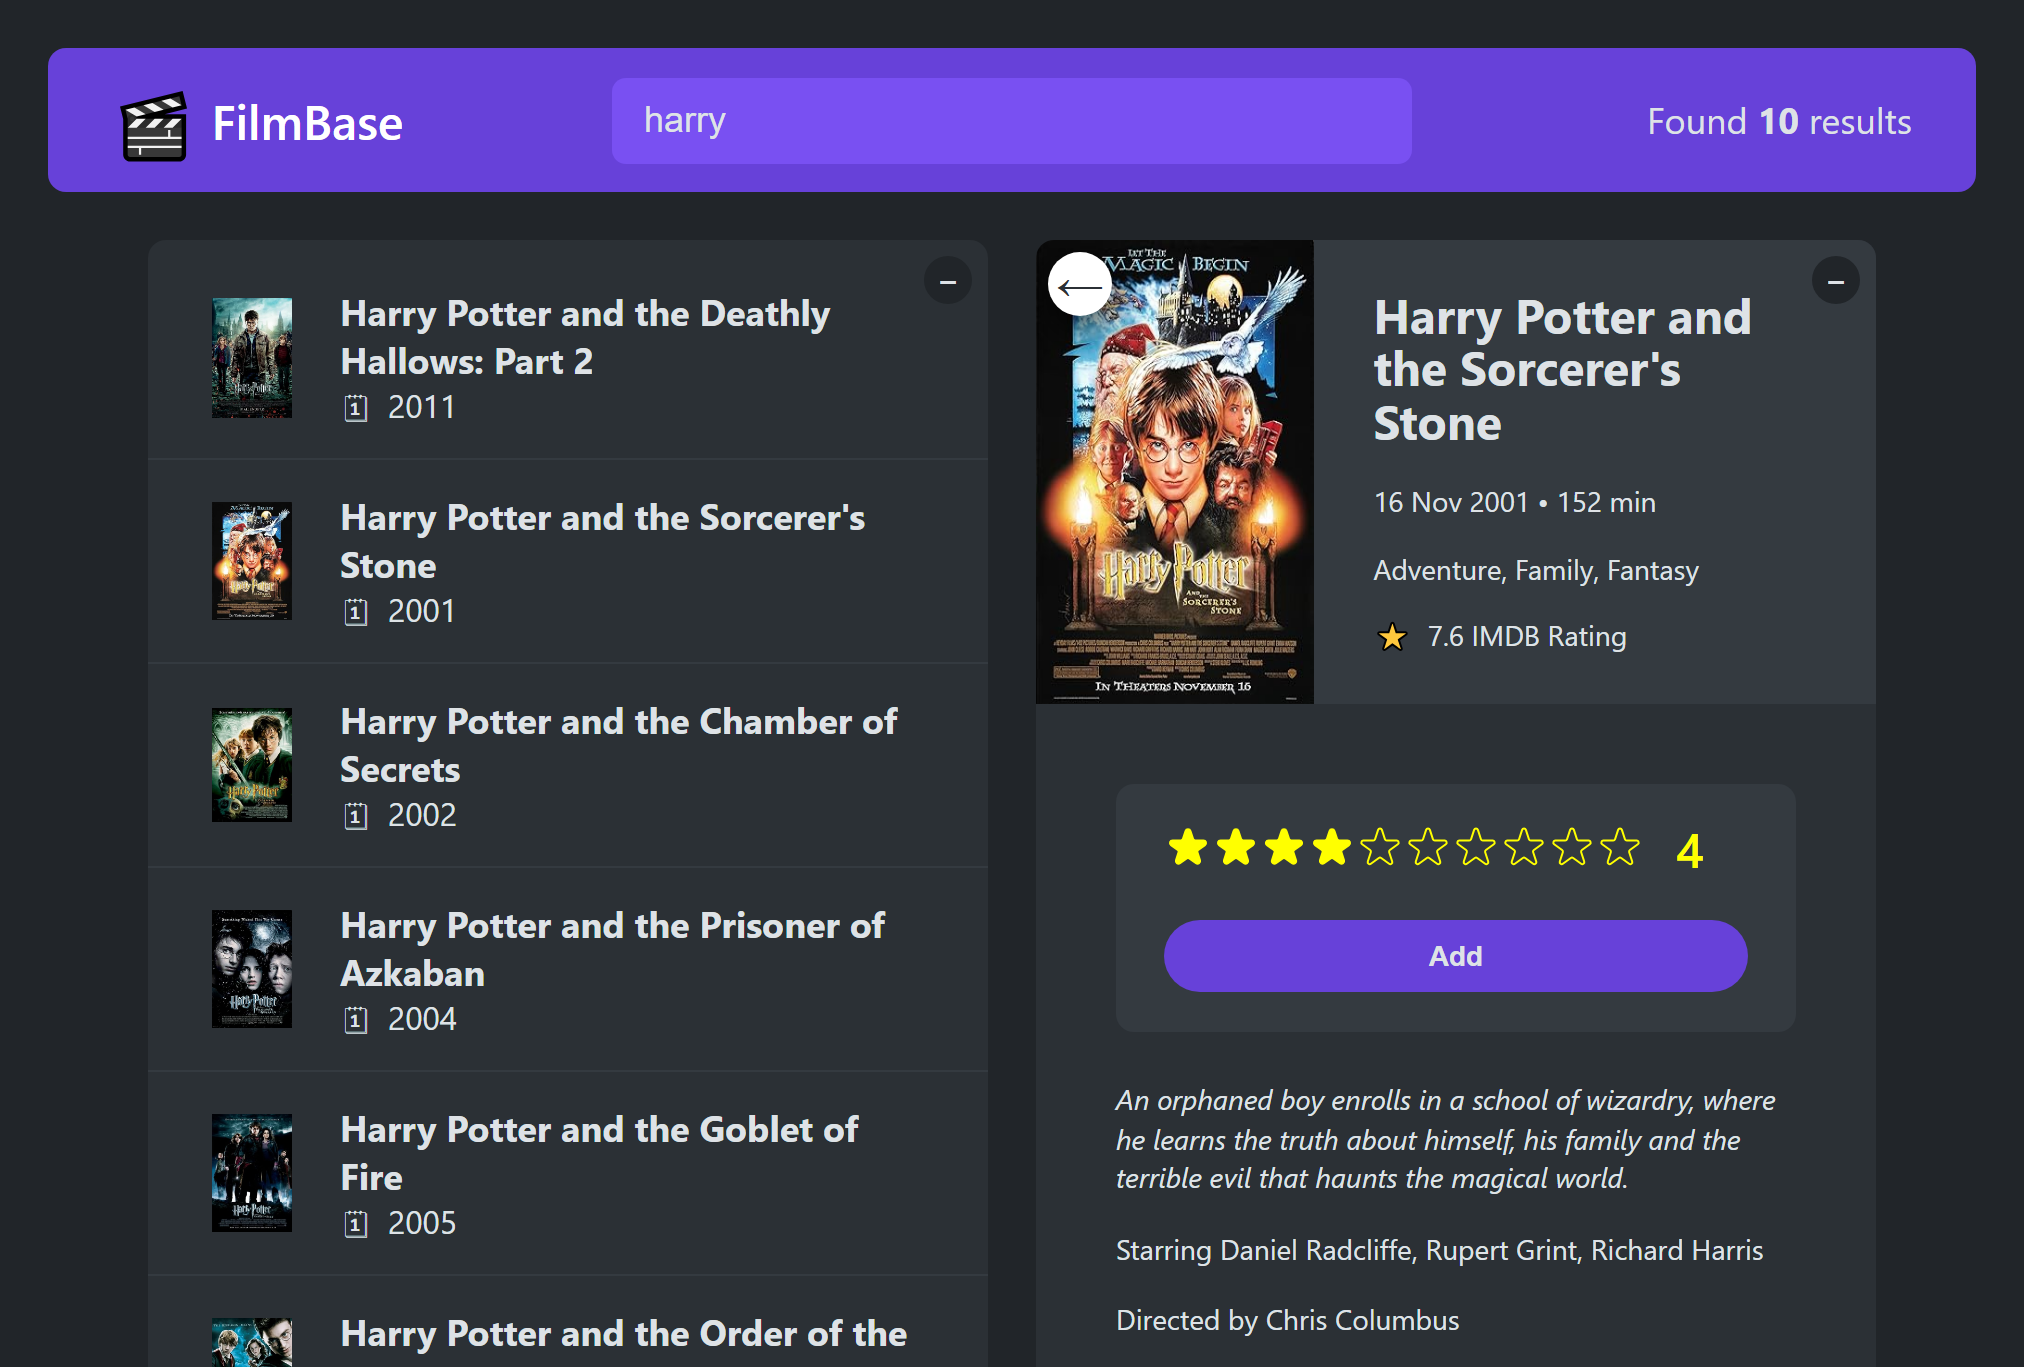 FilmBase
harry
Found 10 results
Harry Potter and the Deathly
Hallows: Part 2
2011
Harry Potter and the Sorcerer's
Stone
2001
Harry Potter and the Chamber of
Secrets
2002
Harry Potter and the Prisoner of
Azkaban
2004
Harry Potter and the Goblet of
Fire
2005
Harry Potter and the Order of the
LET THE
MAGIC BEGIN
Harry Potter
AND THE
SORCERER'S
STONE
IN THEATERS NOVEMBER 16
Harry Potter and
the Sorcerer's
Stone
16 Nov 2001 • 152 min
Adventure, Family, Fantasy
7.6 IMDB Rating
4
Add
An orphaned boy enrolls in a school of wizardry, where
he learns the truth about himself, his family and the
terrible evil that haunts the magical world.
Starring Daniel Radcliffe, Rupert Grint, Richard Harris
Directed by Chris Columbus